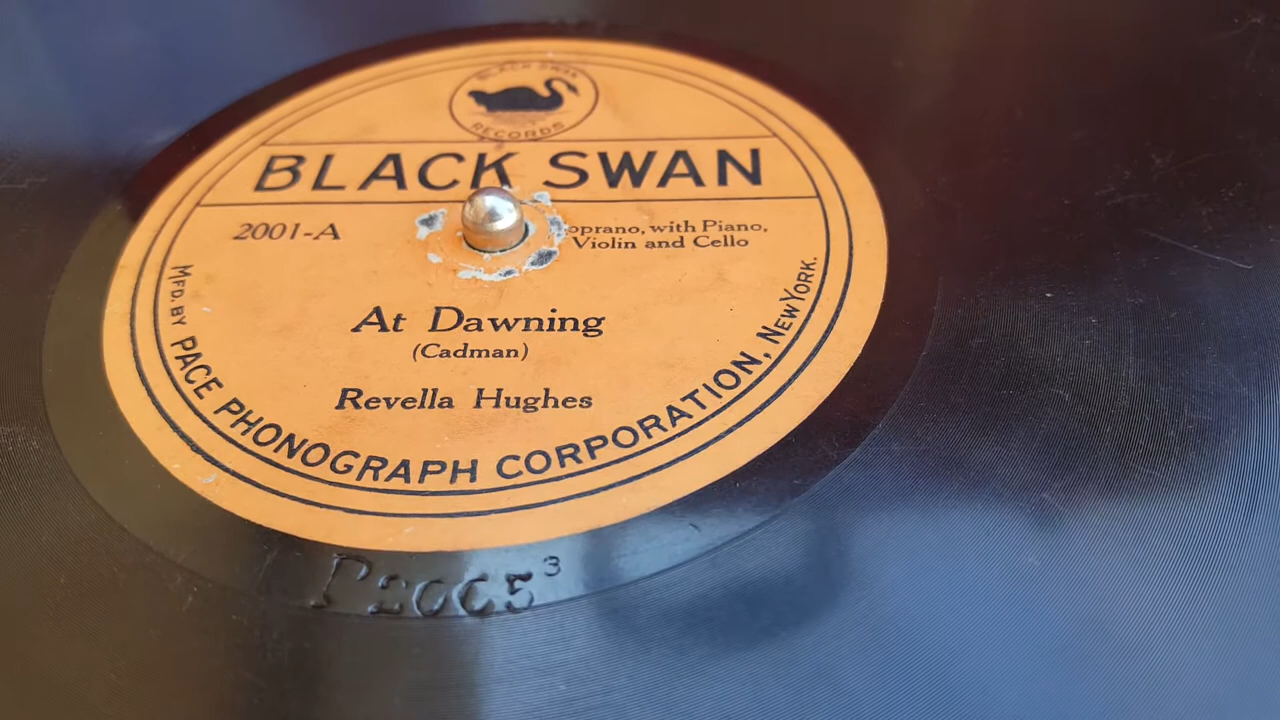 BLACK SWAN
RECORDS
BLACK SWAN
2001-A
oprano, with Piano,
Violin and Cello
At Dawning
(Cadman)
Revella Hughes
MFD. BY PACE PHONOGRAPH CORPORATION, NEW YORK.
P2005 3